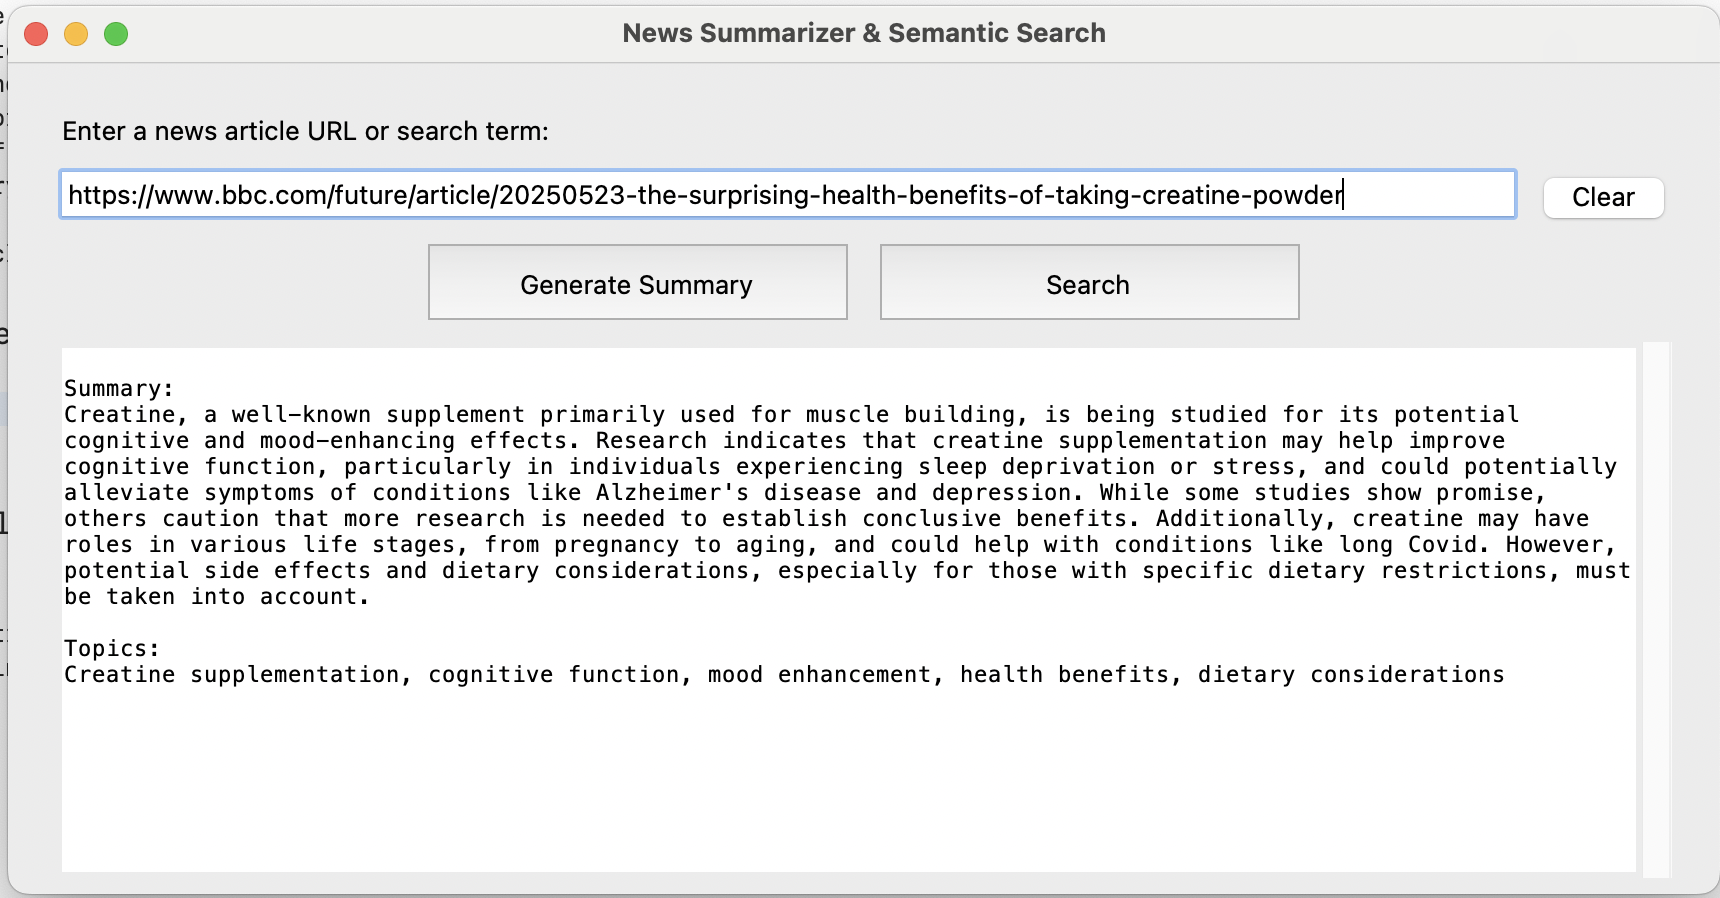 News Summarizer & Semantic Search
Enter a news article URL or search term:
https://www.bbc.com/future/article/20250523-the-surprising-health-benefits-of-taking-creatine-powder
Clear
Generate Summary
Search
Summary:
Creatine, a well-known supplement primarily used for muscle building, is being studied for its potential
cognitive and mood-enhancing effects. Research indicates that creatine supplementation may help improve
cognitive function, particularly in individuals experiencing sleep deprivation or stress, and could potentially
alleviate symptoms of conditions like Alzheimer's disease and depression. While some studies show promise,
others caution that more research is needed to establish conclusive benefits. Additionally, creatine may have
roles in various life stages, from pregnancy to aging, and could help with conditions like long Covid. However,
potential side effects and dietary considerations, especially for those with specific dietary restrictions, must
be taken into account.
Topics:
Creatine supplementation, cognitive function, mood enhancement, health benefits, dietary considerations